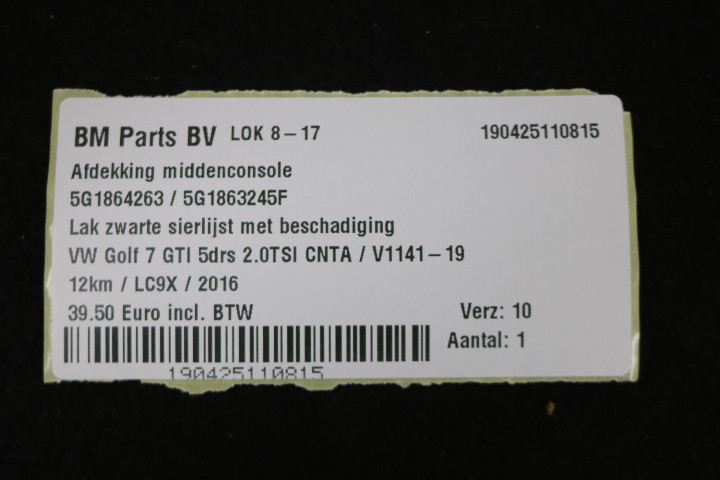 BM Parts BV LOK 8-17 190425110815
Afdekking middenconsole
5G1864263 / 5G1863245F
Lak zwarte sierlijst met beschadiging
VW Golf 7 GTI 5drs 2.0TSI CNTA / V1141-19
12km / LC9X / 2016
39.50 Euro incl. BTW Verz: 10
Aantal: 1
190425110815